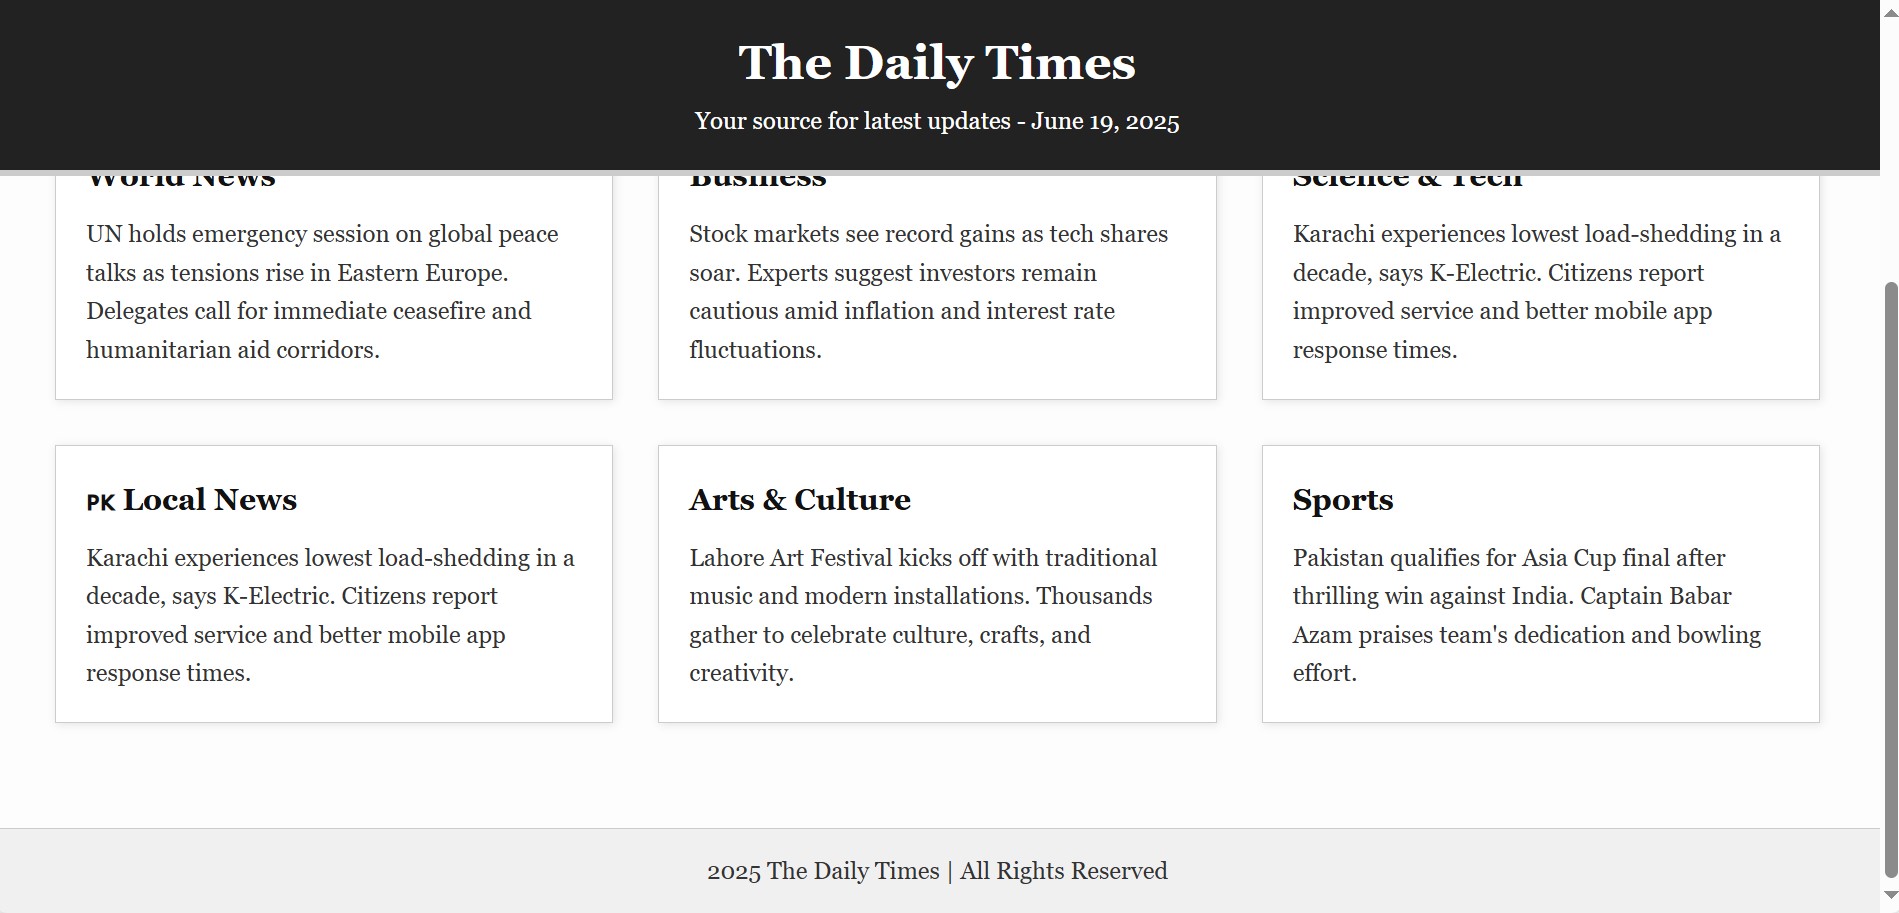 The Daily Times
Your source for latest updates - June 19, 2025
World News
UN holds emergency session on global peace
talks as tensions rise in Eastern Europe.
Delegates call for immediate ceasefire and
humanitarian aid corridors.
Business
Stock markets see record gains as tech shares
soar. Experts suggest investors remain
cautious amid inflation and interest rate
fluctuations.
Science & Tech
Karachi experiences lowest load-shedding in a
decade, says K-Electric. Citizens report
improved service and better mobile app
response times.
PK Local News
Karachi experiences lowest load-shedding in a
decade, says K-Electric. Citizens report
improved service and better mobile app
response times.
Arts & Culture
Lahore Art Festival kicks off with traditional
music and modern installations. Thousands
gather to celebrate culture, crafts, and
creativity.
Sports
Pakistan qualifies for Asia Cup final after
thrilling win against India. Captain Babar
Azam praises team's dedication and bowling
effort.
2025 The Daily Times | All Rights Reserved